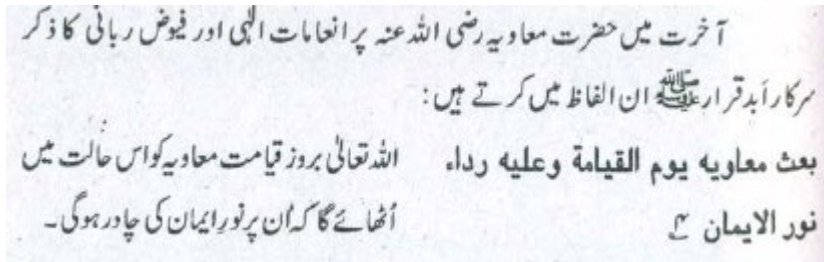 آخرت میں حضرت معاویہ رضی اللہ عنہ پر انعامات الٰہی اور فیوض ربانی کا ذکر
سرکار اَبد قرار ﷺ ان الفاظ میں کرتے ہیں:
بعث معاویه یوم القیامة وعلیه رداء
نور الایمان ۴؂
اللہ تعالیٰ بروز قیامت معاویہ کو اس حالت میں
اُٹھائے گا کہ اُن پر نورِ ایمان کی چادر ہوگی۔